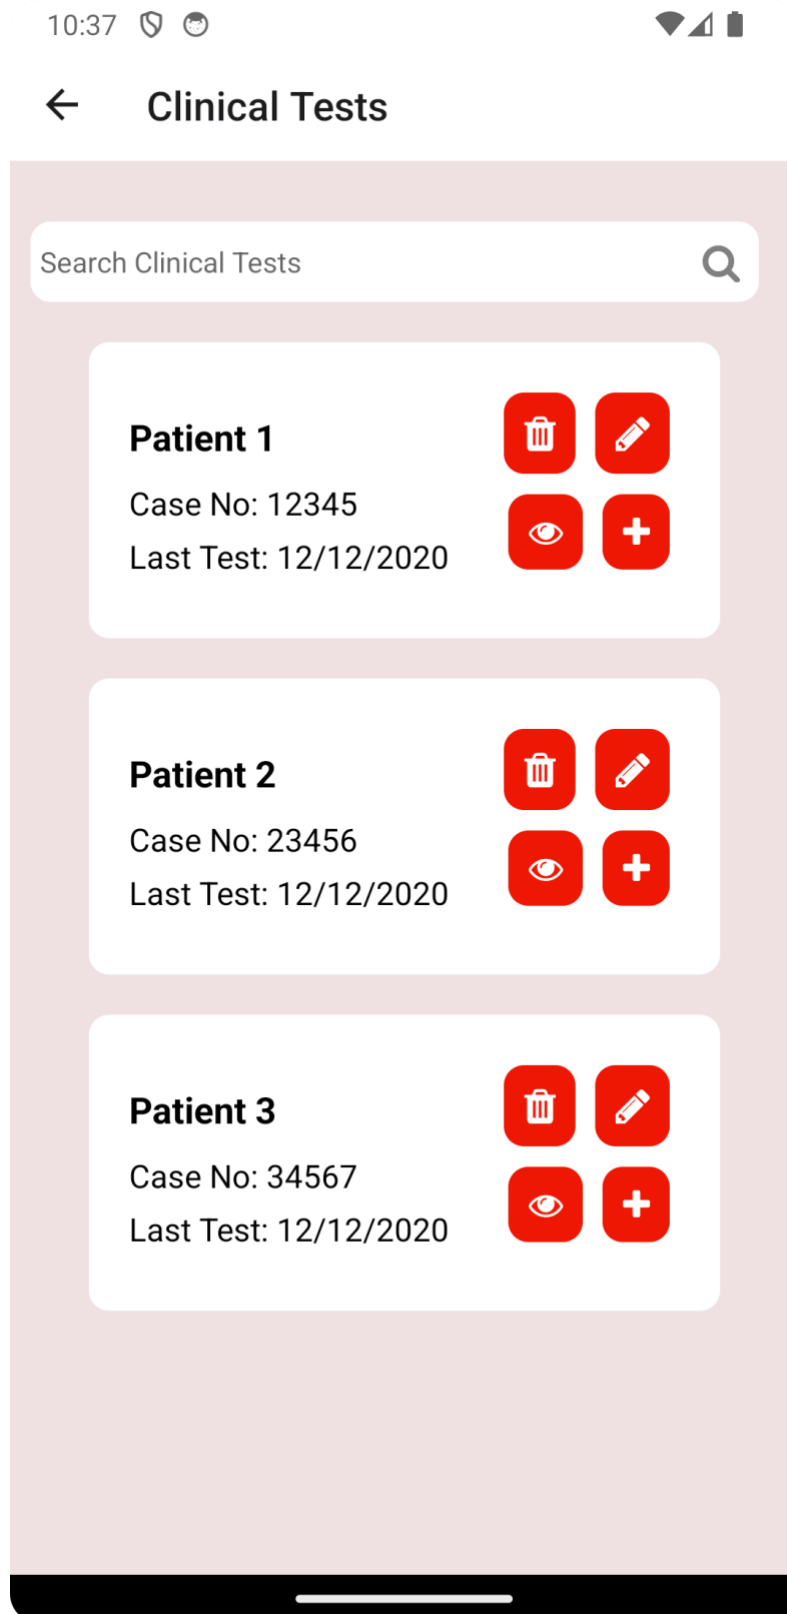 10:37
Clinical Tests
Search Clinical Tests
Patient 1
Case No: 12345
Last Test: 12/12/2020
Patient 2
Case No: 23456
Last Test: 12/12/2020
Patient 3
Case No: 34567
Last Test: 12/12/2020